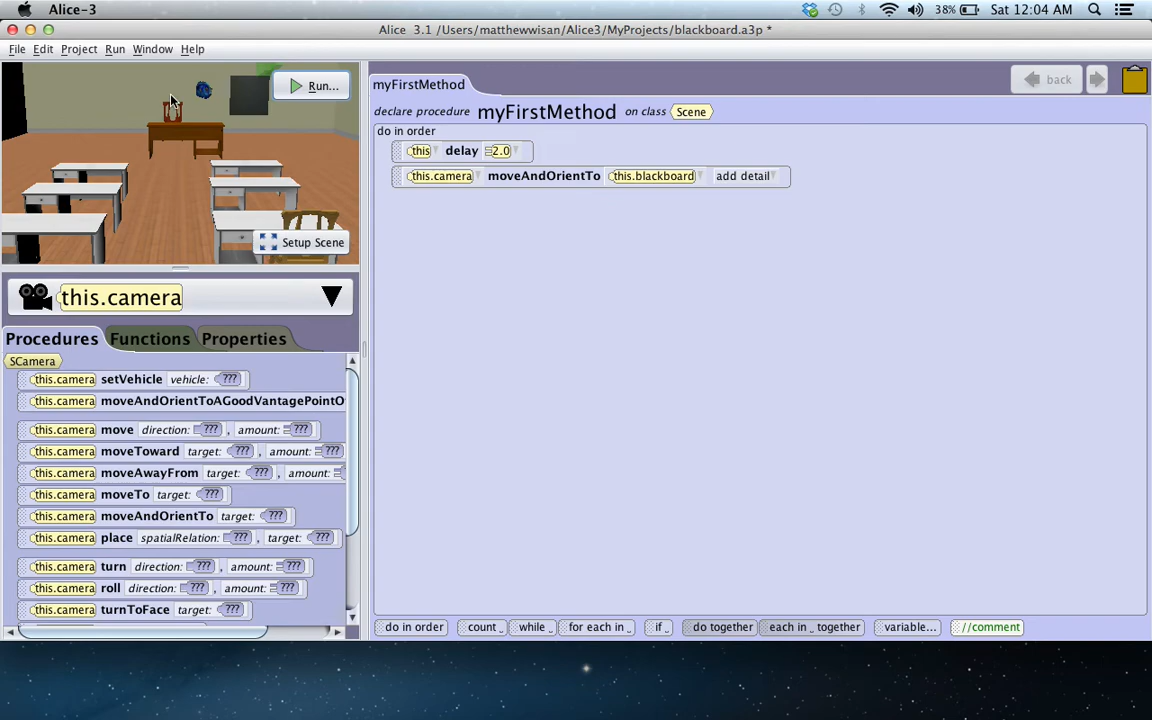 Alice-3 38% Sat 12:04 AM
Alice 3.1 /Users/matthewwisan/Alice3/MyProjects/blackboard.a3p *
File Edit Project Run Window Help
Run...
Setup Scene
this.camera
Procedures Functions Properties
SCamera
this.camera setVehicle vehicle: ???
this.camera moveAndOrientToAGoodVantagePointO
this.camera move direction: ??? , amount: ???
this.camera moveToward target: ??? , amount: ???
this.camera moveAwayFrom target: ??? , amount:
this.camera moveTo target: ???
this.camera moveAndOrientTo target: ???
this.camera place spatialRelation: ??? , target: ???
this.camera turn direction: ??? , amount: ???
this.camera roll direction: ??? , amount: ???
this.camera turnToFace target: ???
myFirstMethod back
declare procedure myFirstMethod on class Scene
do in order
this delay 2.0
this.camera moveAndOrientTo this.blackboard add detail
do in order count while for each in if do together each in together variable... //comment